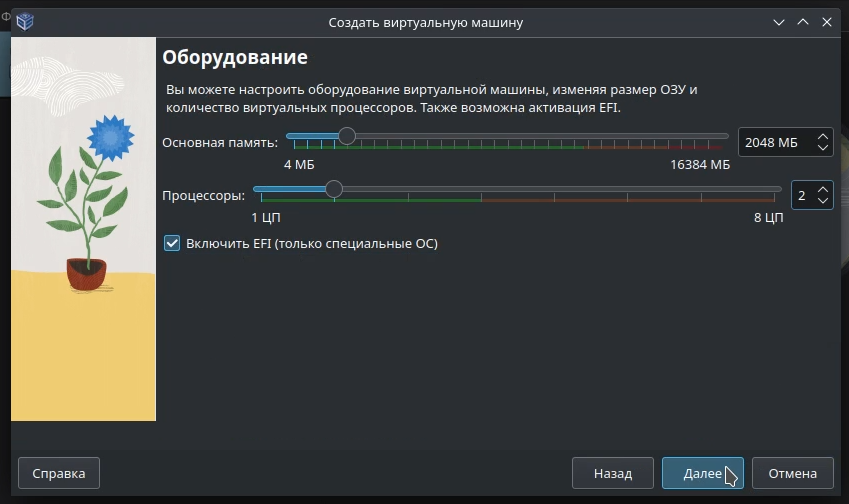 Ф
Создать виртуальную машину
Оборудование
Вы можете настроить оборудование виртуальной машины, изменяя размер ОЗУ и
количество виртуальных процессоров. Также возможна активация EFI.
Основная память:
2048 МБ
4 МБ
16384 МБ
Процессоры:
2
1 ЦП
8 ЦП
Включить EFI (только специальные ОС)
Справка
Назад
Далее
Отмена